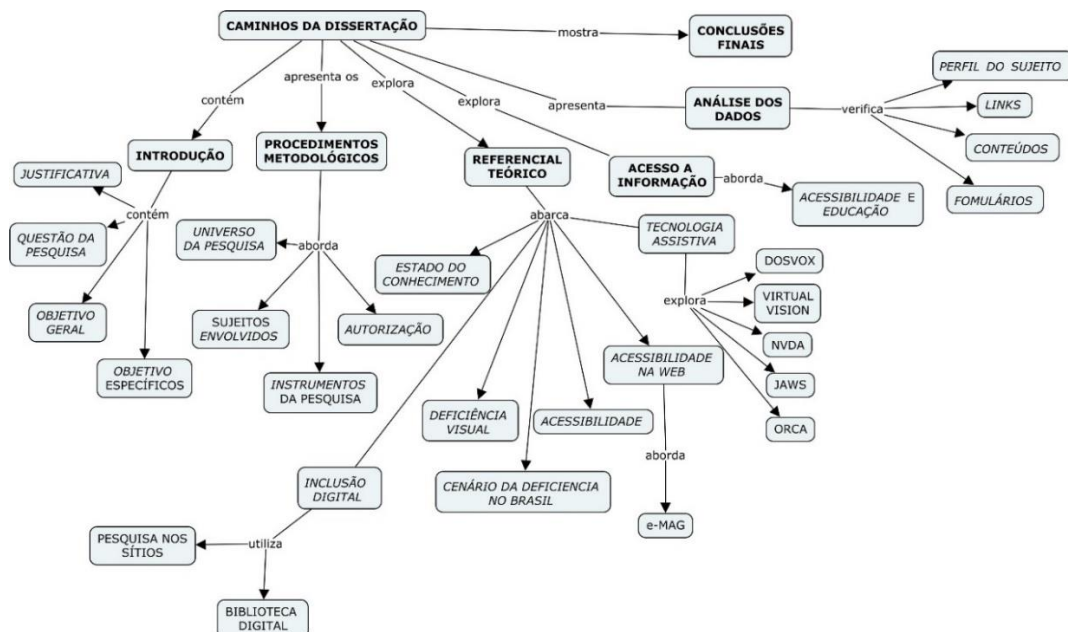 CAMINHOS DA DISSERTAÇÃO
mostra
CONCLUSÕES
FINAIS
contém
apresenta os
explora
explora
apresenta
ANÁLISE DOS
DADOS
verifica
PERFIL DO SUJEITO
LINKS
CONTEÚDOS
FOMULÁRIOS
INTRODUÇÃO
PROCEDIMENTOS
METODOLÓGICOS
REFERENCIAL
TEÓRICO
ACESSO A
INFORMAÇÃO
aborda
ACESSIBILIDADE E
EDUCAÇÃO
JUSTIFICATIVA
contém
QUESTÃO DA
PESQUISA
OBJETIVO
GERAL
OBJETIVO
ESPECÍFICOS
UNIVERSO
DA PESQUISA
aborda
SUJEITOS
ENVOLVIDOS
AUTORIZAÇÃO
INSTRUMENTOS
DA PESQUISA
abarca
ESTADO DO
CONHECIMENTO
TECNOLOGIA
ASSISTIVA
explora
DOSVOX
VIRTUAL
VISION
NVDA
JAWS
ORCA
ACESSIBILIDADE
NA WEB
DEFICIÊNCIA
VISUAL
ACESSIBILIDADE
aborda
INCLUSÃO
DIGITAL
CENÁRIO DA DEFICIENCIA
NO BRASIL
e-MAG
PESQUISA NOS
SÍTIOS
utiliza
BIBLIOTECA
DIGITAL